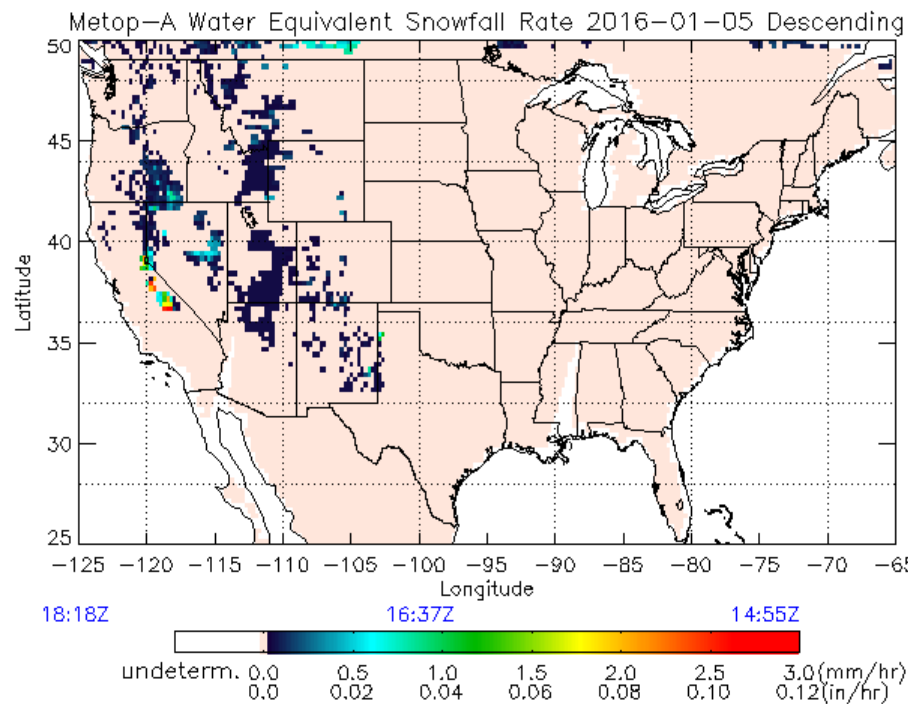 Metop-A Water Equivalent Snowfall Rate 2016-01-05 Descending
50
45
40
35
30
25
Latitude
-125 -120 -115 -110 -105 -100 -95 -90 -85 -80 -75 -70 -65
Longitude
18:18Z 16:37Z 14:55Z
undeterm. 0.0 0.5 1.0 1.5 2.0 2.5 3.0 (mm/hr)
0.0 0.02 0.04 0.06 0.08 0.10 0.12 (in/hr)